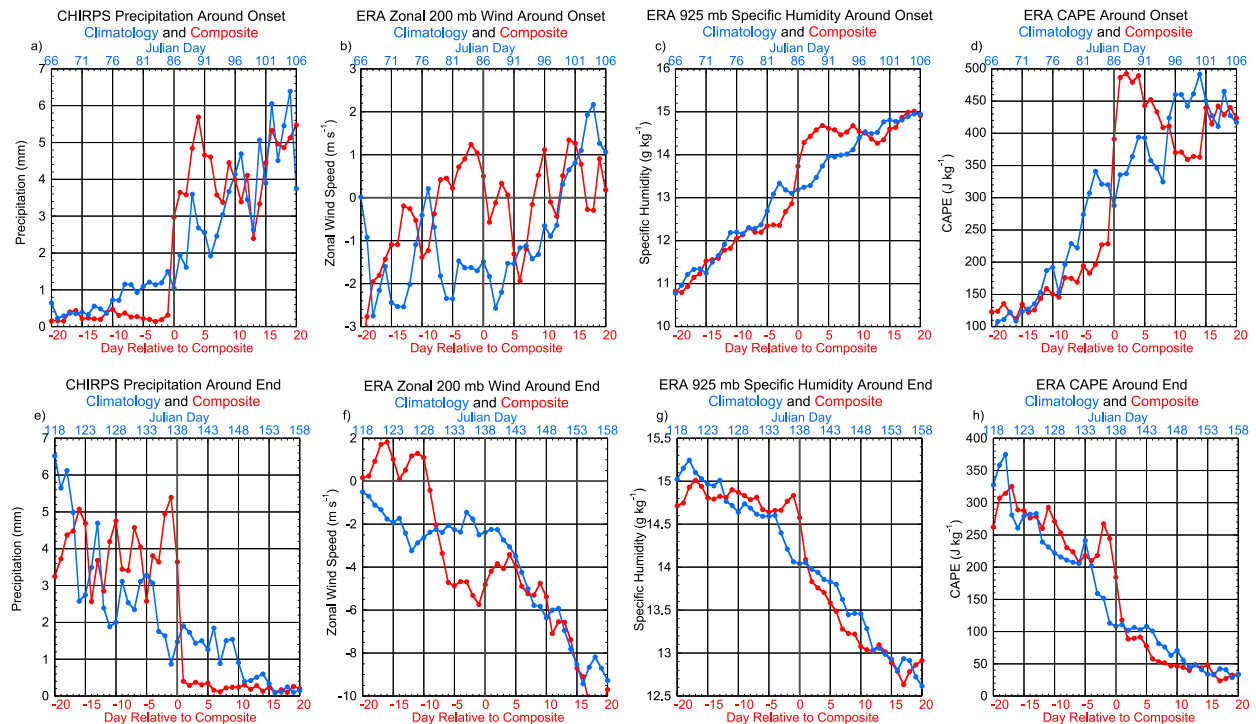 CHIRPS Precipitation Around Onset
Climatology and Composite
Julian Day
a)
66 71 76 81 86 91 96 101 106
7
6
5
4
3
2
1
0
Precipitation (mm)
-20 -15 -10 -5 0 5 10 15 20
Day Relative to Composite
ERA Zonal 200 mb Wind Around Onset
Climatology and Composite
Julian Day
b)
66 71 76 81 86 91 96 101 106
3
2
1
0
-1
-2
-3
Zonal Wind Speed (m s⁻¹)
-20 -15 -10 -5 0 5 10 15 20
Day Relative to Composite
ERA 925 mb Specific Humidity Around Onset
Climatology and Composite
Julian Day
c)
66 71 76 81 86 91 96 101 106
16
15
14
13
12
11
10
Specific Humidity (g kg⁻¹)
-20 -15 -10 -5 0 5 10 15 20
Day Relative to Composite
ERA CAPE Around Onset
Climatology and Composite
Julian Day
d)
66 71 76 81 86 91 96 101 106
500
450
400
350
300
250
200
150
100
CAPE (J kg⁻¹)
-20 -15 -10 -5 0 5 10 15 20
Day Relative to Composite
CHIRPS Precipitation Around End
Climatology and Composite
Julian Day
e)
118 123 128 133 138 143 148 153 158
7
6
5
4
3
2
1
0
Precipitation (mm)
-20 -15 -10 -5 0 5 10 15 20
Day Relative to Composite
ERA Zonal 200 mb Wind Around End
Climatology and Composite
Julian Day
f)
118 123 128 133 138 143 148 153 158
2
0
-2
-4
-6
-8
-10
Zonal Wind Speed (m s⁻¹)
-20 -15 -10 -5 0 5 10 15 20
Day Relative to Composite
ERA 925 mb Specific Humidity Around End
Climatology and Composite
Julian Day
g)
118 123 128 133 138 143 148 153 158
15.5
15
14.5
14
13.5
13
12.5
Specific Humidity (g kg⁻¹)
-20 -15 -10 -5 0 5 10 15 20
Day Relative to Composite
ERA CAPE Around End
Climatology and Composite
Julian Day
h)
118 123 128 133 138 143 148 153 158
400
350
300
250
200
150
100
50
0
CAPE (J kg⁻¹)
-20 -15 -10 -5 0 5 10 15 20
Day Relative to Composite